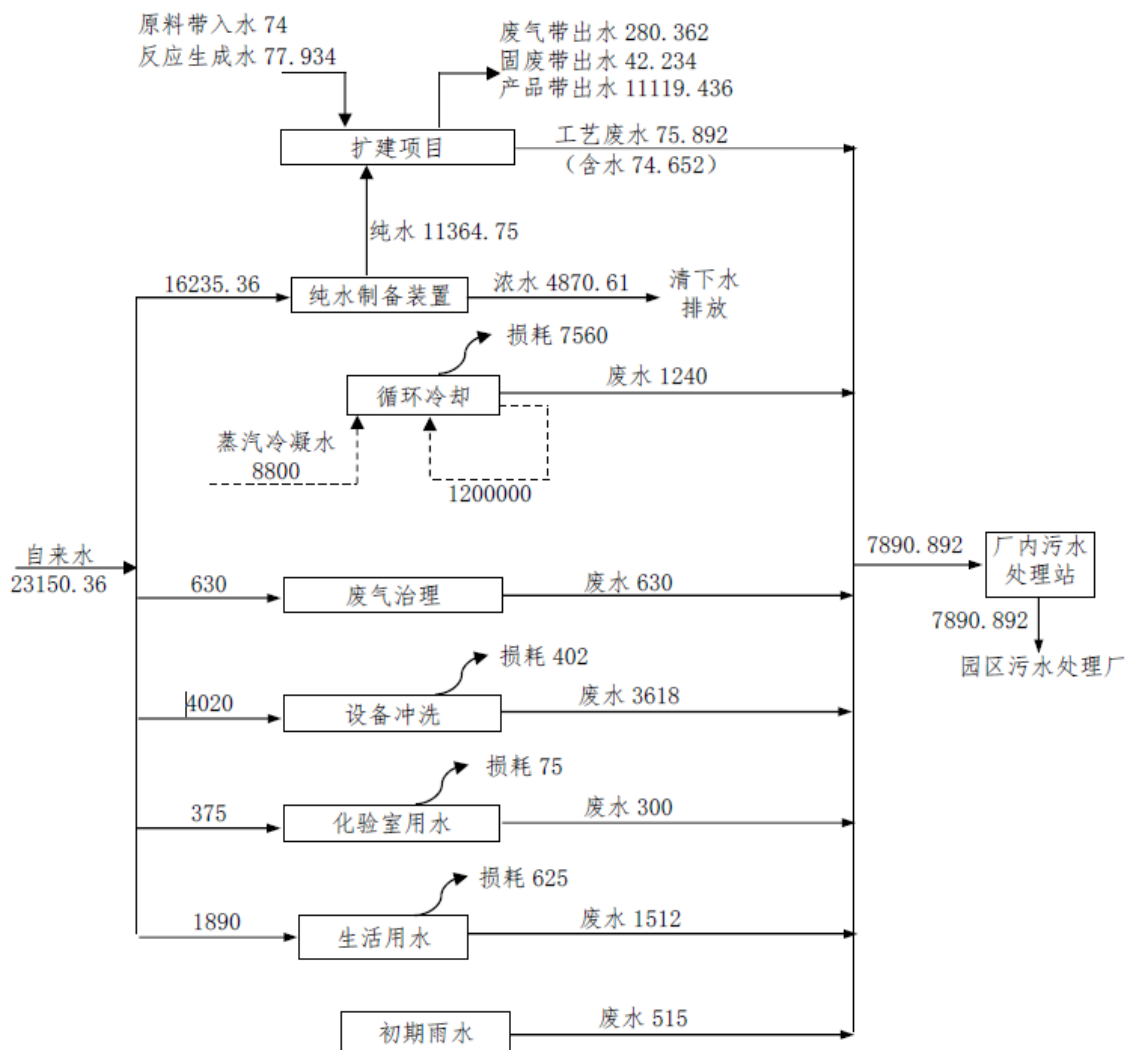 原料带入水 74
反应生成水 77.934
废气带出水 280.362
固废带出水 42.234
产品带出水 11119.436
扩建项目
工艺废水 75.892
（含水 74.652）
纯水 11364.75
16235.36
纯水制备装置
浓水 4870.61
清下水
排放
损耗 7560
循环冷却
废水 1240
蒸汽冷凝水
8800
1200000
自来水
23150.36
630
废气治理
废水 630
7890.892
厂内污水
处理站
7890.892
园区污水处理厂
损耗 402
4020
设备冲洗
废水 3618
损耗 75
375
化验室用水
废水 300
损耗 625
1890
生活用水
废水 1512
初期雨水
废水 515